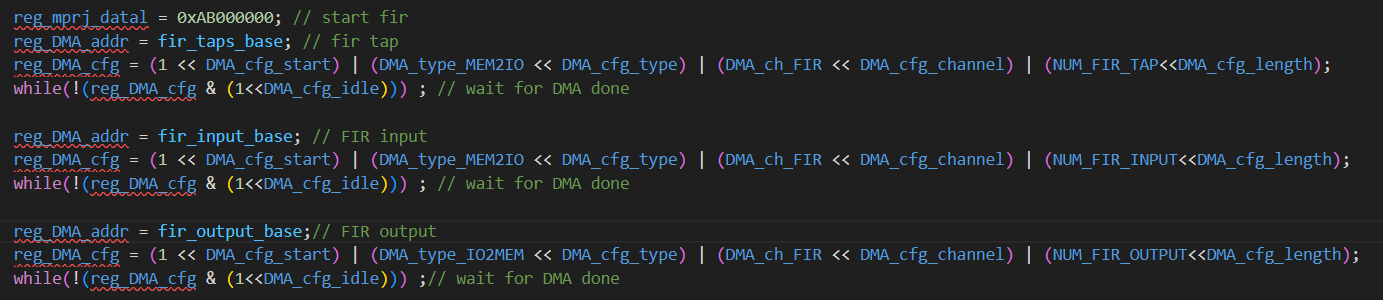 reg_mprj_datal = 0xAB000000; // start fir
reg_DMA_addr = fir_taps_base; // fir tap
reg_DMA_cfg = (1 << DMA_cfg_start) | (DMA_type_MEM2IO << DMA_cfg_type) | (DMA_ch_FIR << DMA_cfg_channel) | (NUM_FIR_TAP<<DMA_cfg_length);
while(!(reg_DMA_cfg & (1<<DMA_cfg_idle))) ; // wait for DMA done
reg_DMA_addr = fir_input_base; // FIR input
reg_DMA_cfg = (1 << DMA_cfg_start) | (DMA_type_MEM2IO << DMA_cfg_type) | (DMA_ch_FIR << DMA_cfg_channel) | (NUM_FIR_INPUT<<DMA_cfg_length);
while(!(reg_DMA_cfg & (1<<DMA_cfg_idle))) ; // wait for DMA done
reg_DMA_addr = fir_output_base;// FIR output
reg_DMA_cfg = (1 << DMA_cfg_start) | (DMA_type_IO2MEM << DMA_cfg_type) | (DMA_ch_FIR << DMA_cfg_channel) | (NUM_FIR_OUTPUT<<DMA_cfg_length);
while(!(reg_DMA_cfg & (1<<DMA_cfg_idle))) ;// wait for DMA done